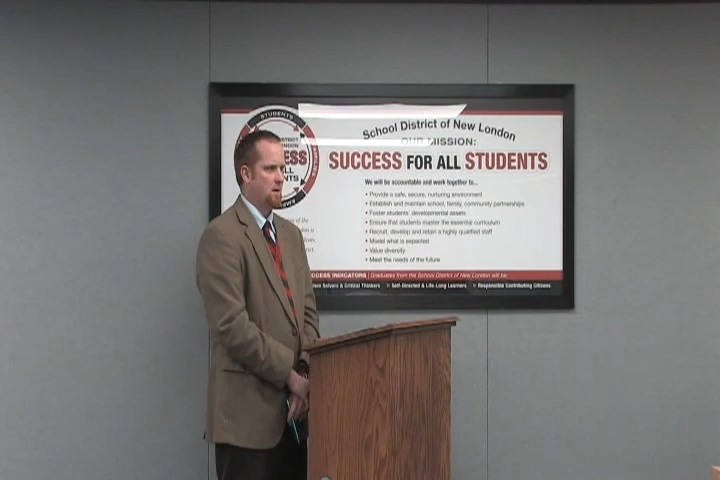 STUDENTS
School District of New London
OUR MISSION:
SUCCESS FOR ALL STUDENTS
We will be accountable and work together to...
• Provide a safe, secure, nurturing environment
• Establish and maintain school, family, community partnerships
• Foster students' developmental assets
• Ensure that students master the essential curriculum
• Recruit, develop and retain a highly qualified staff
• Model what is expected
• Value diversity
• Meet the needs of the future
CCESS INDICATORS | Graduates from the School District of New London will be:
lem Solvers & Critical Thinkers Self-Directed & Life-Long Learners Responsible Contributing Citizens